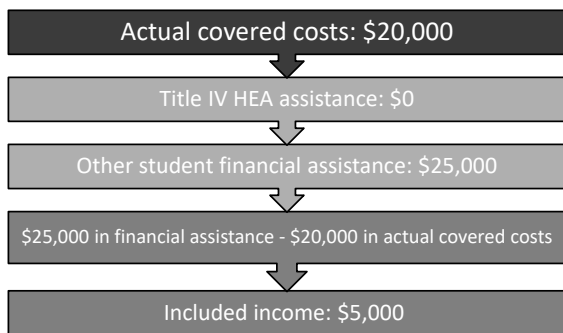 Actual covered costs: $20,000
Title IV HEA assistance: $0
Other student financial assistance: $25,000
$25,000 in financial assistance - $20,000 in actual covered costs
Included income: $5,000